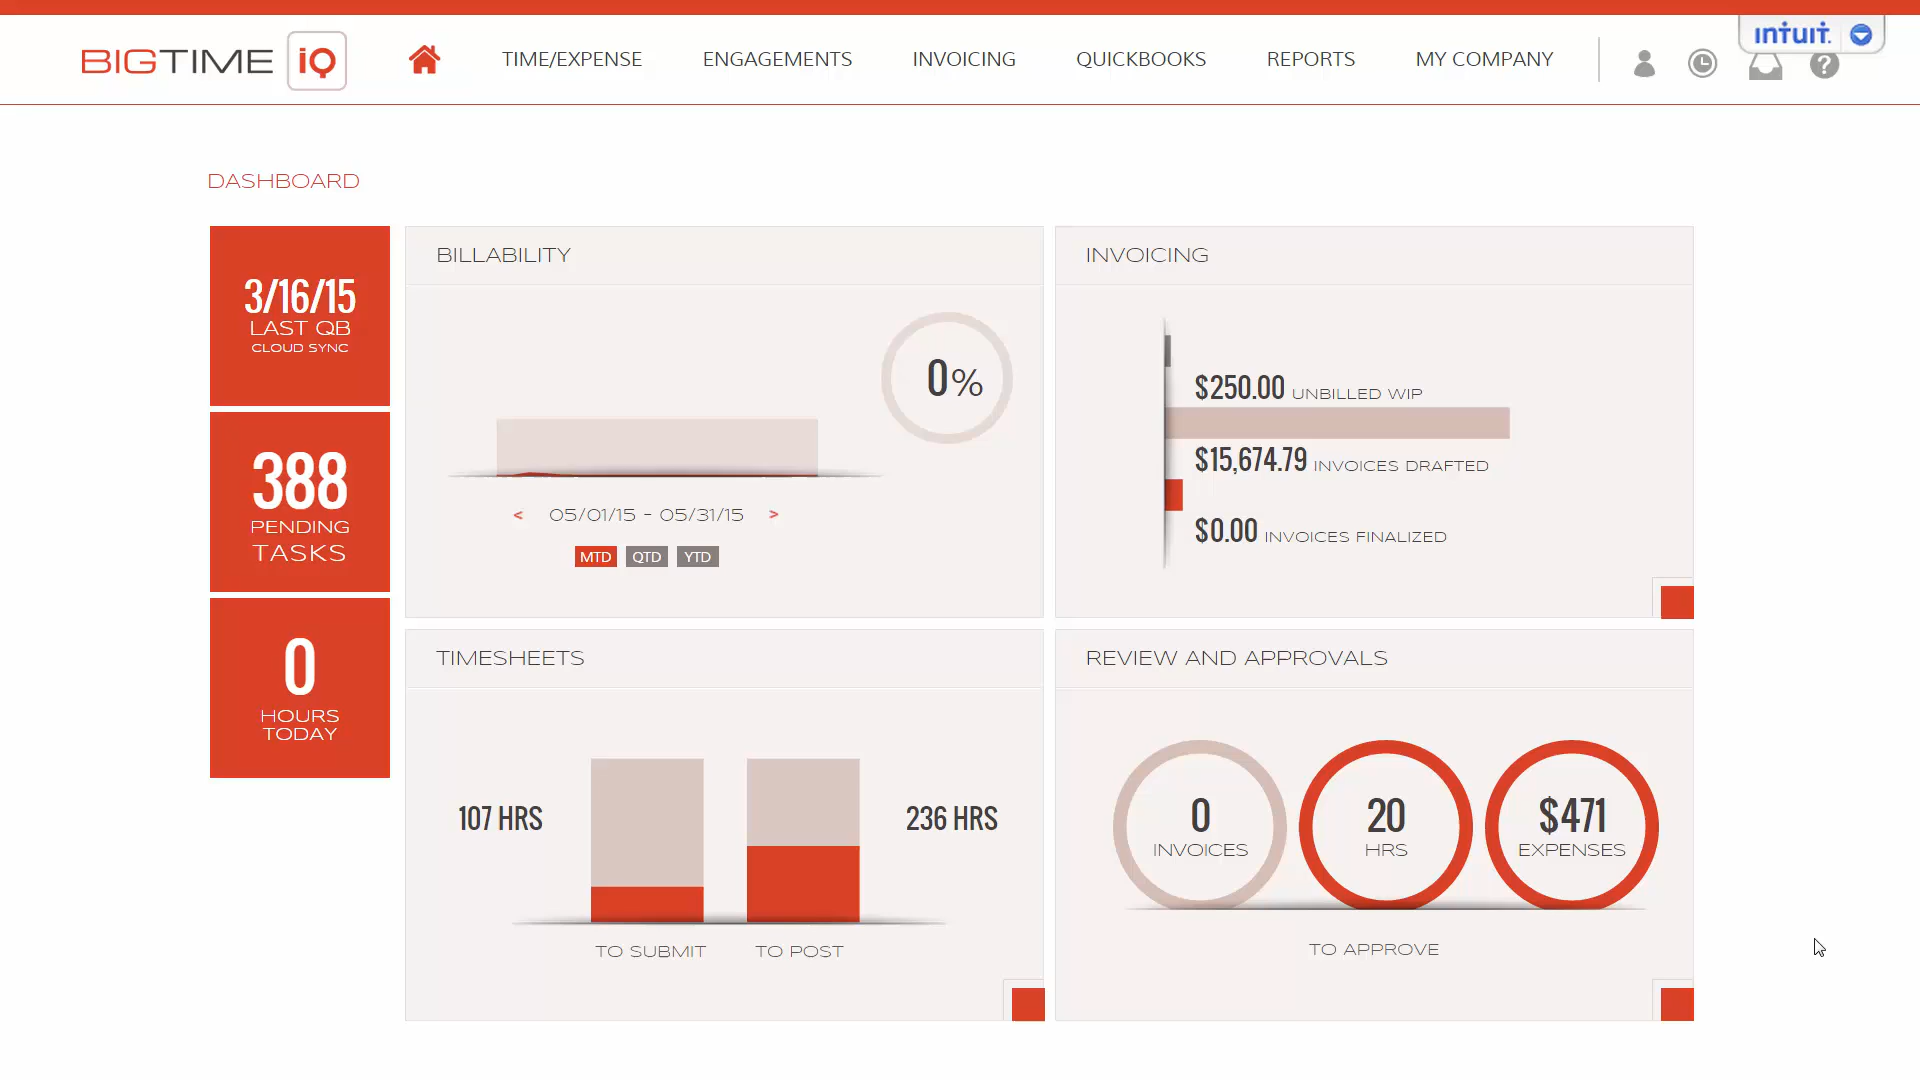 BIGTIME iQ
TIME/EXPENSE
ENGAGEMENTS
INVOICING
QUICKBOOKS
REPORTS
MY COMPANY
intuit.
?
DASHBOARD
3/16/15
LAST QB
CLOUD SYNC
388
PENDING
TASKS
0
HOURS
TODAY
BILLABILITY
0%
< 05/01/15 - 05/31/15 >
MTD QTD YTD
INVOICING
$250.00 UNBILLED WIP
$15,674.79 INVOICES DRAFTED
$0.00 INVOICES FINALIZED
TIMESHEETS
107 HRS
236 HRS
TO SUBMIT
TO POST
REVIEW AND APPROVALS
0
INVOICES
20
HRS
$471
EXPENSES
TO APPROVE